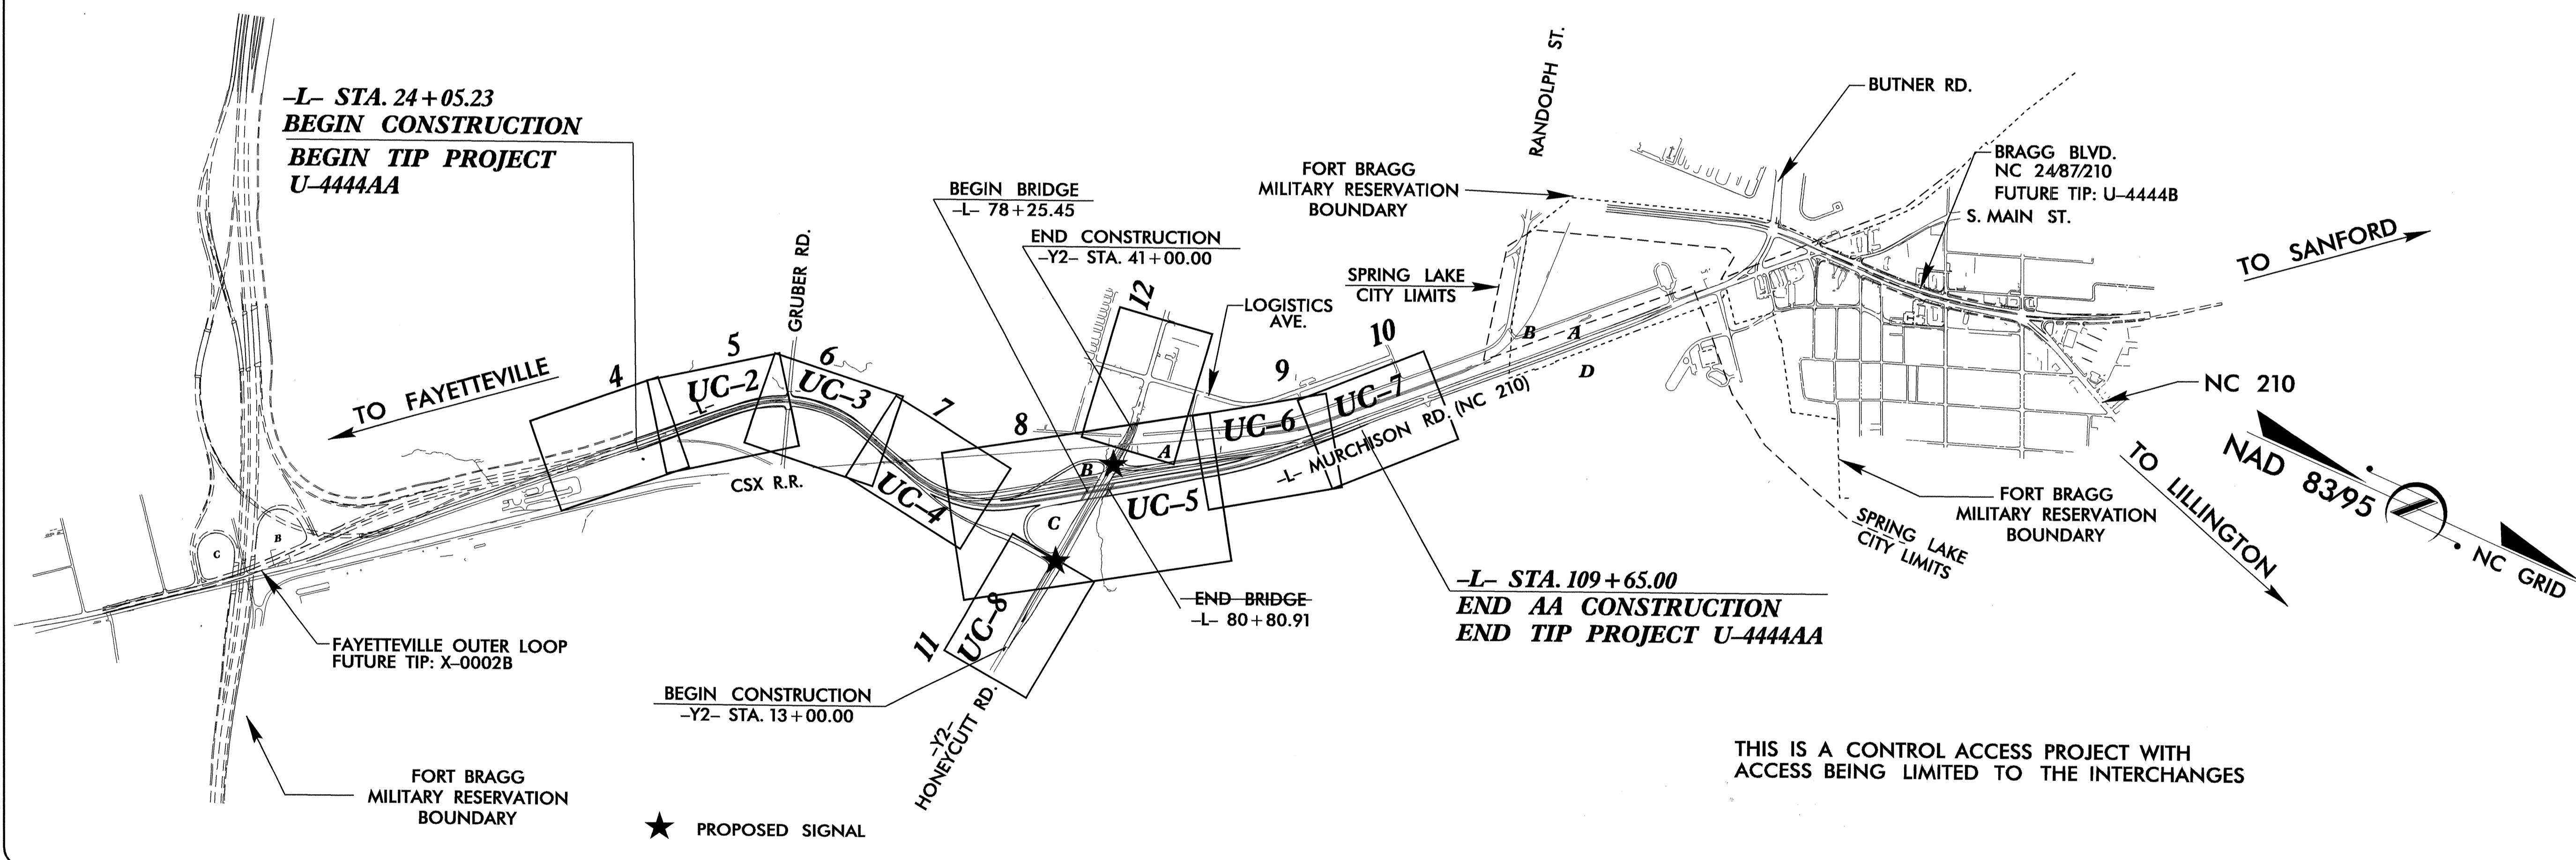 –L– STA. 24+05.23
BEGIN CONSTRUCTION
BEGIN TIP PROJECT
U–4444AA
TO FAYETTEVILLE
GRUBER RD.
BEGIN BRIDGE
–L– 78+25.45
END CONSTRUCTION
–Y2– STA. 41+00.00
RANDOLPH ST.
FORT BRAGG
MILITARY RESERVATION
BOUNDARY
SPRING LAKE
CITY LIMITS
LOGISTICS
AVE.
BUTNER RD.
BRAGG BLVD.
NC 24/87/210
FUTURE TIP: U–4444B
S. MAIN ST.
TO SANFORD
NC 210
NAD 83/95
NC GRID
TO LILLINGTON
4
5
6
7
8
9
10
11
12
UC–2
–L–
UC–3
UC–4
UC–5
UC–6
UC–7
UC–8
A
B
C
B
A
D
C
B
CSX R.R.
–L– MURCHISON RD. (NC 210)
FORT BRAGG
MILITARY RESERVATION
BOUNDARY
SPRING LAKE
CITY LIMITS
END BRIDGE
–L– 80+80.91
–L– STA. 109+65.00
END AA CONSTRUCTION
END TIP PROJECT U–4444AA
FAYETTEVILLE OUTER LOOP
FUTURE TIP: X–0002B
BEGIN CONSTRUCTION
–Y2– STA. 13+00.00
–Y2–
HONEYCUTT RD.
FORT BRAGG
MILITARY RESERVATION
BOUNDARY
PROPOSED SIGNAL
THIS IS A CONTROL ACCESS PROJECT WITH
ACCESS BEING LIMITED TO THE INTERCHANGES